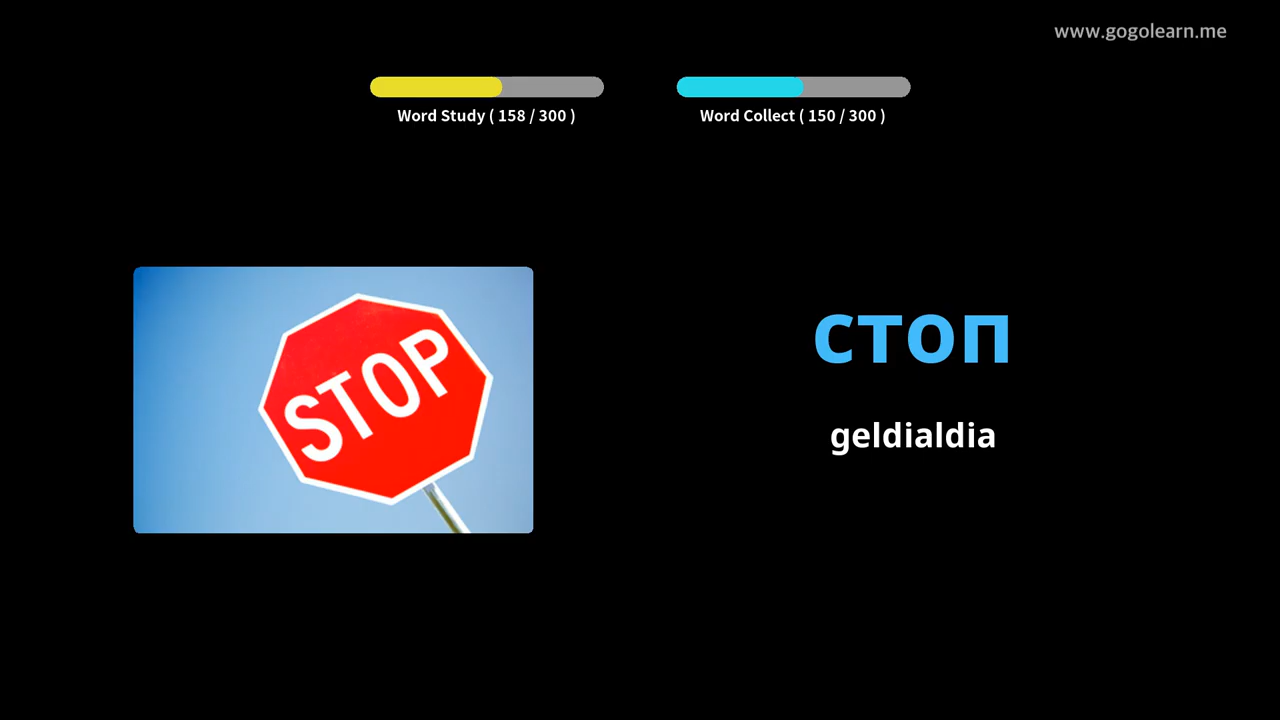 www.gogolearn.me
Word Study ( 158 / 300 )
Word Collect ( 150 / 300 )
STOP
стоп
geldialdia